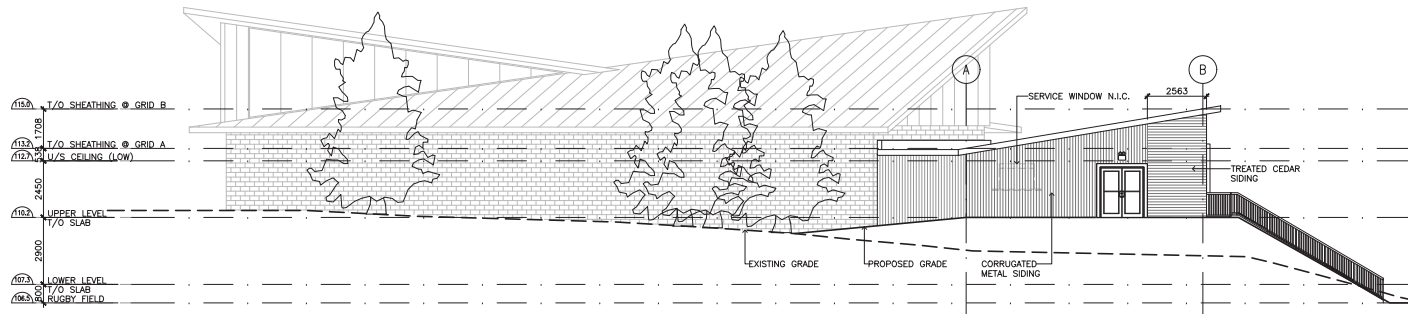 A
B
115.0 T/O SHEATHING @ GRID B
SERVICE WINDOW N.I.C.
2563
1708
113.2 T/O SHEATHING @ GRID A
112.7 U/S CEILING (LOW)
2450
TREATED CEDAR
SIDING
110.2 UPPER LEVEL
T/O SLAB
2900
EXISTING GRADE
PROPOSED GRADE
CORRUGATED
METAL SIDING
107.3 LOWER LEVEL
T/O SLAB
800
106.5 RUGBY FIELD